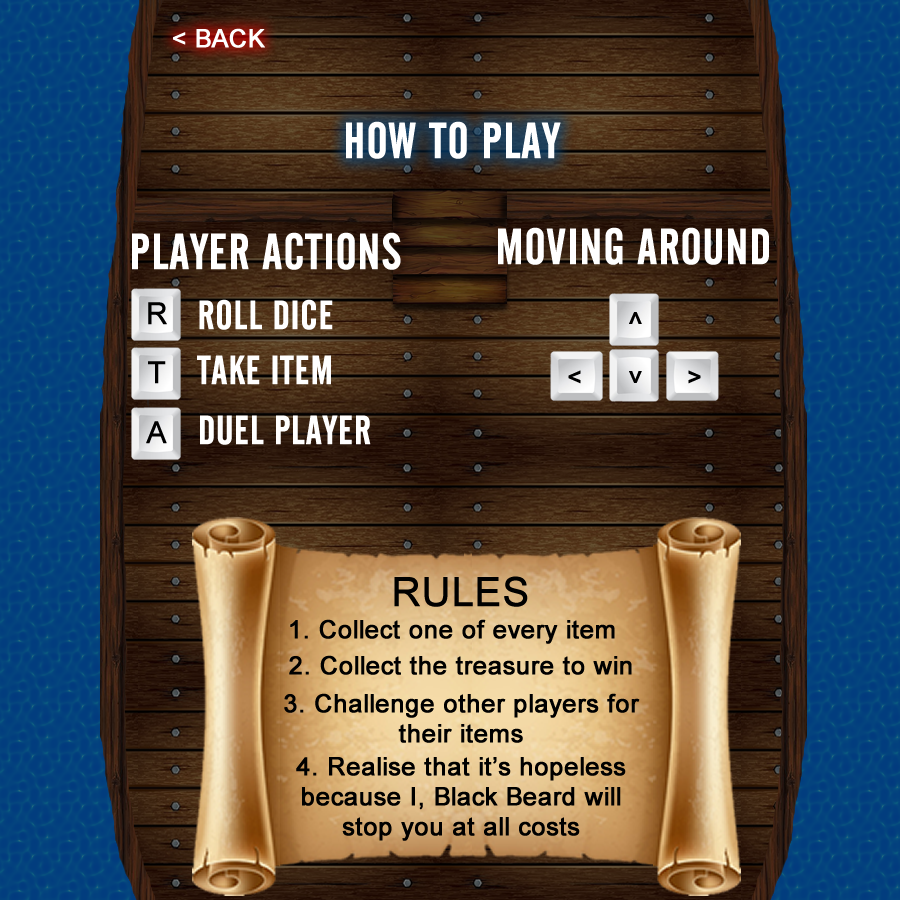 < BACK
HOW TO PLAY
PLAYER ACTIONS
R ROLL DICE
T TAKE ITEM
A DUEL PLAYER
MOVING AROUND
^
< v >
RULES
1. Collect one of every item
2. Collect the treasure to win
3. Challenge other players for
their items
4. Realise that it’s hopeless
because I, Black Beard will
stop you at all costs